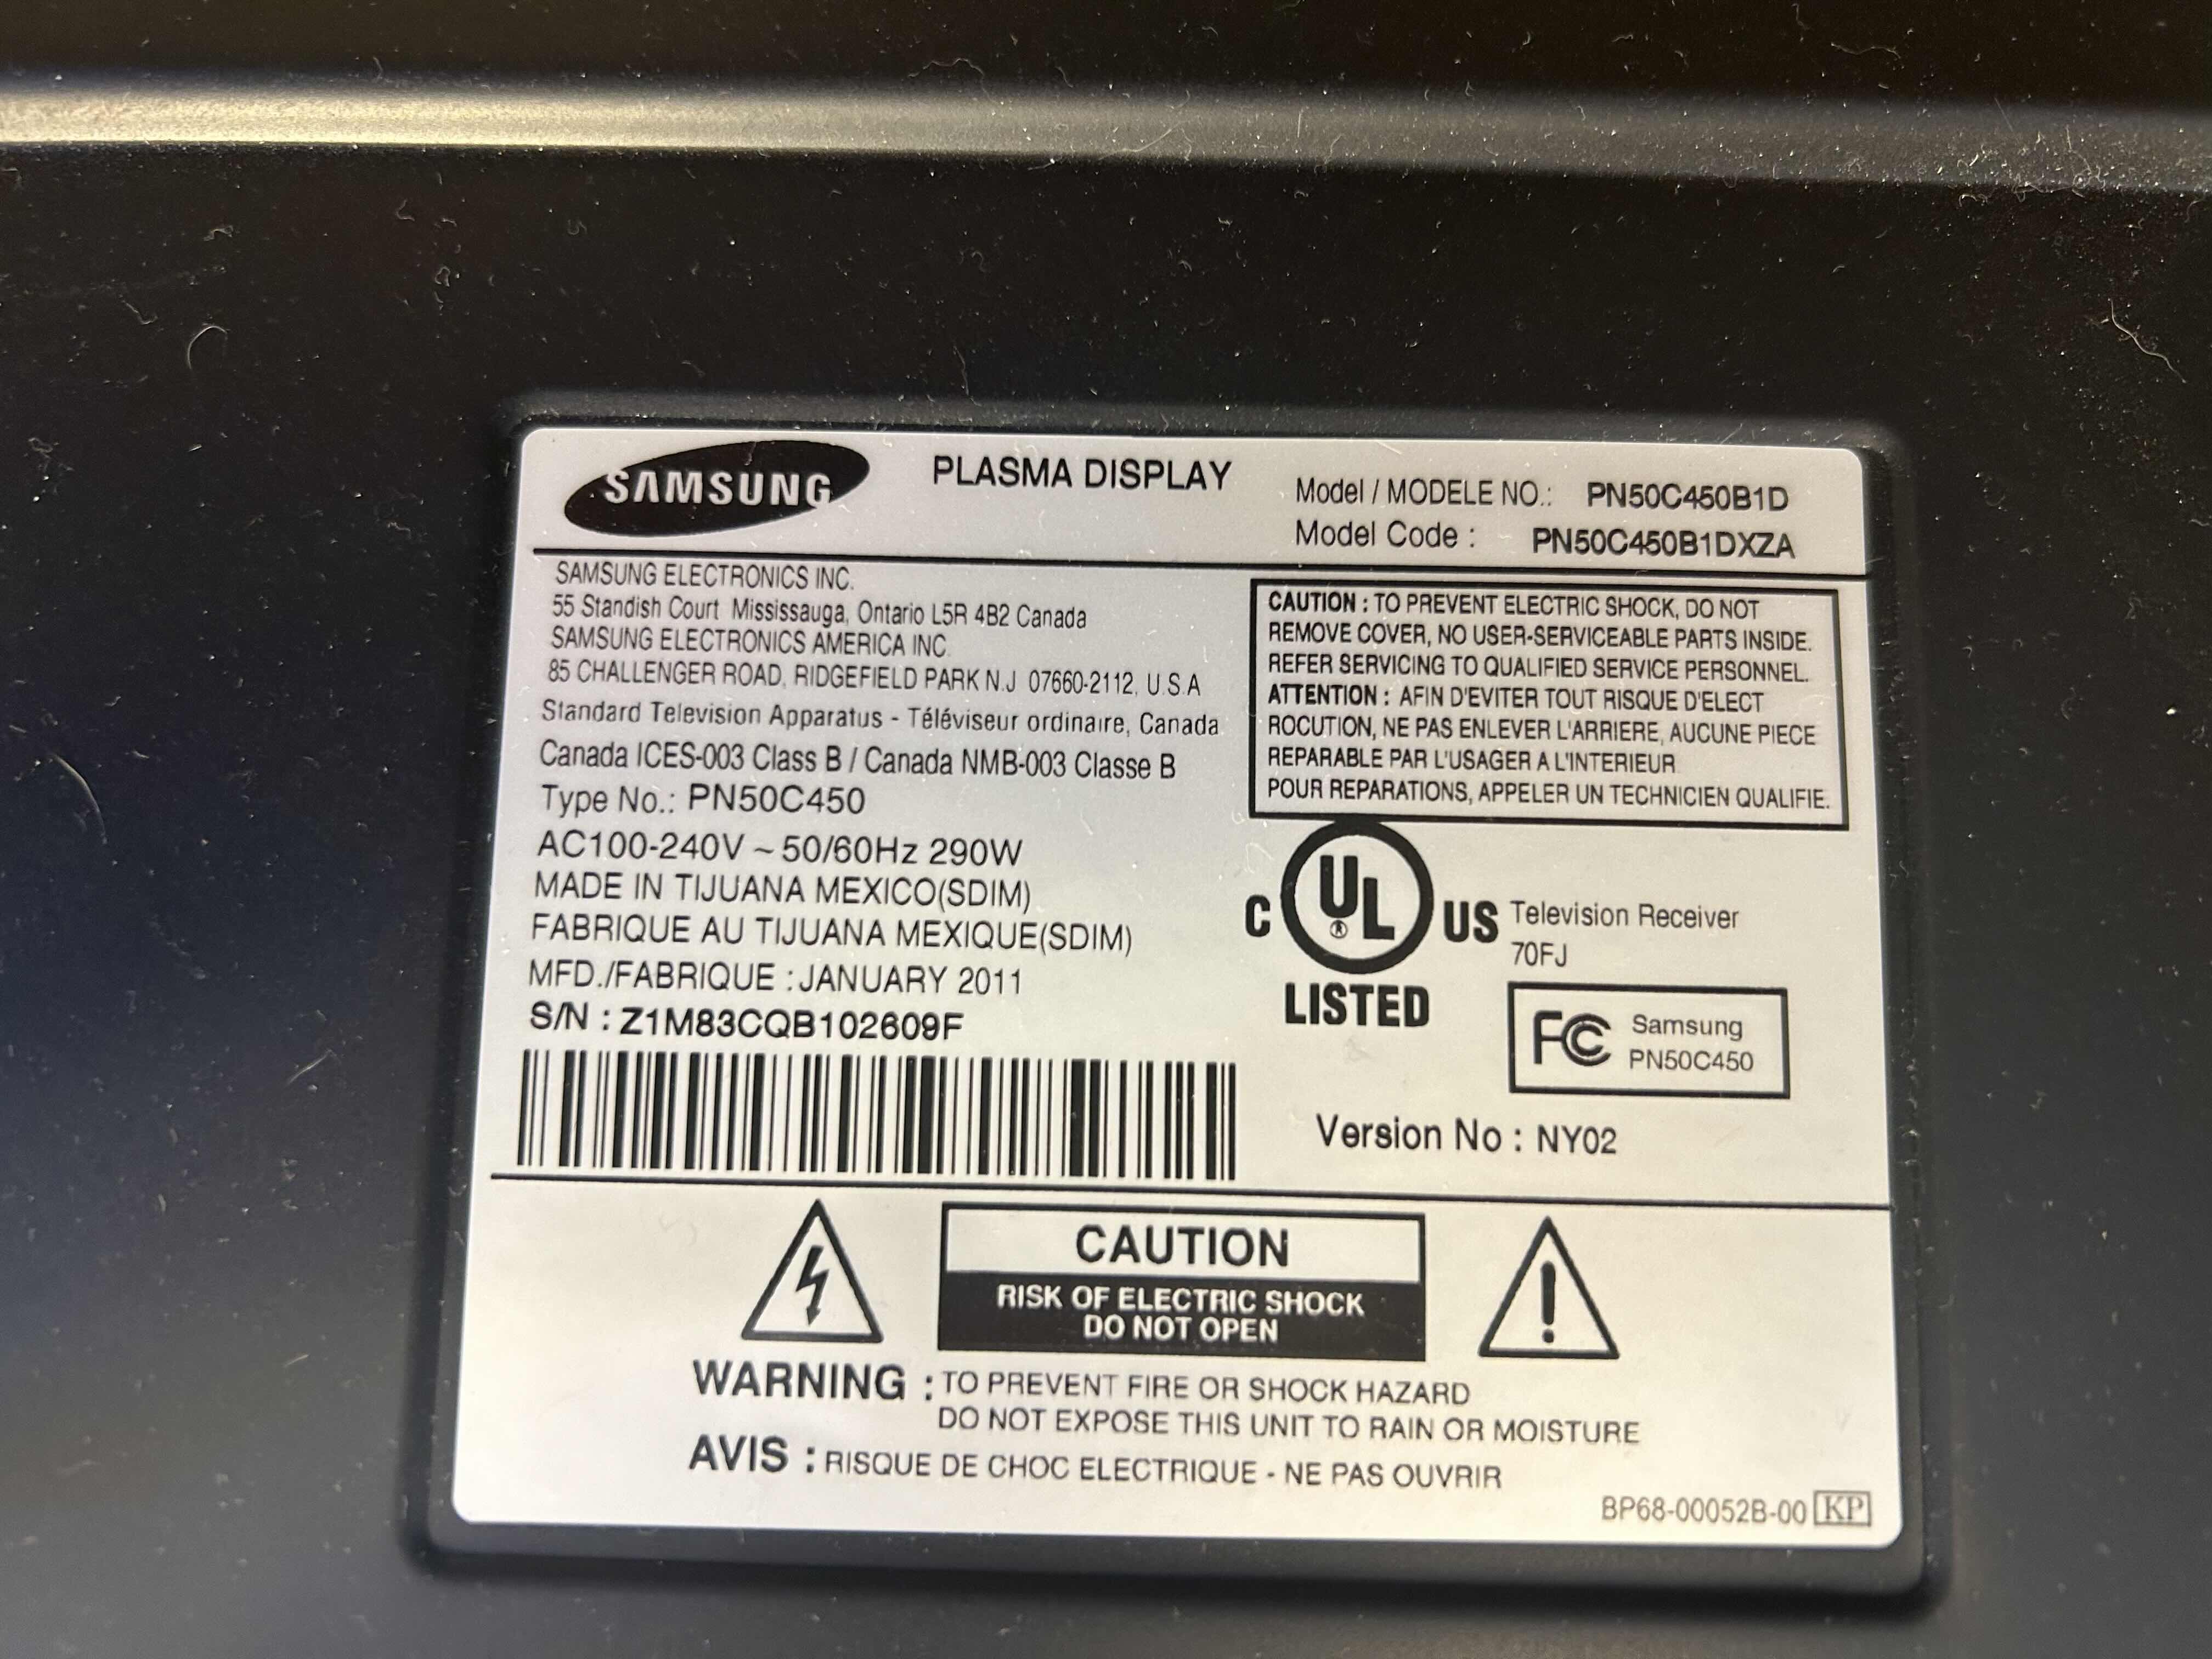 SAMSUNG
PLASMA DISPLAY
Model / MODELE NO.: PN50C450B1D
Model Code : PN50C450B1DXZA
SAMSUNG ELECTRONICS INC.
55 Standish Court Mississauga, Ontario L5R 4B2 Canada
SAMSUNG ELECTRONICS AMERICA INC.
85 CHALLENGER ROAD, RIDGEFIELD PARK N.J 07660-2112, U.S.A
Standard Television Apparatus - Téléviseur ordinaire, Canada
Canada ICES-003 Class B / Canada NMB-003 Classe B
Type No.: PN50C450
AC100-240V ~ 50/60Hz 290W
MADE IN TIJUANA MEXICO(SDIM)
FABRIQUE AU TIJUANA MEXIQUE(SDIM)
MFD./FABRIQUE : JANUARY 2011
S/N : Z1M83CQB102609F
CAUTION : TO PREVENT ELECTRIC SHOCK, DO NOT
REMOVE COVER, NO USER-SERVICEABLE PARTS INSIDE.
REFER SERVICING TO QUALIFIED SERVICE PERSONNEL.
ATTENTION : AFIN D'EVITER TOUT RISQUE D'ELECT
ROCUTION, NE PAS ENLEVER L'ARRIERE, AUCUNE PIECE
REPARABLE PAR L'USAGER A L'INTERIEUR
POUR REPARATIONS, APPELER UN TECHNICIEN QUALIFIE.
C UL ® US
LISTED
Television Receiver
70FJ
FC Samsung
PN50C450
Version No : NY02
CAUTION
RISK OF ELECTRIC SHOCK
DO NOT OPEN
WARNING : TO PREVENT FIRE OR SHOCK HAZARD
DO NOT EXPOSE THIS UNIT TO RAIN OR MOISTURE
AVIS : RISQUE DE CHOC ELECTRIQUE - NE PAS OUVRIR
BP68-00052B-00 KP